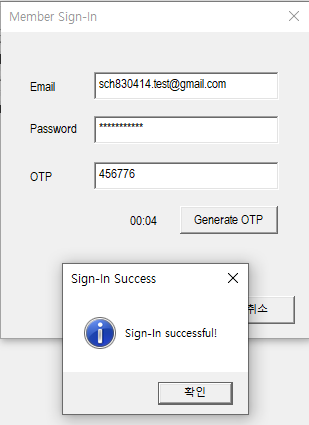 Member Sign-In
Email
sch830414.test@gmail.com
Password
***********
OTP
456776
00:04
Generate OTP
Sign-In Success
Sign-In successful!
취소
확인